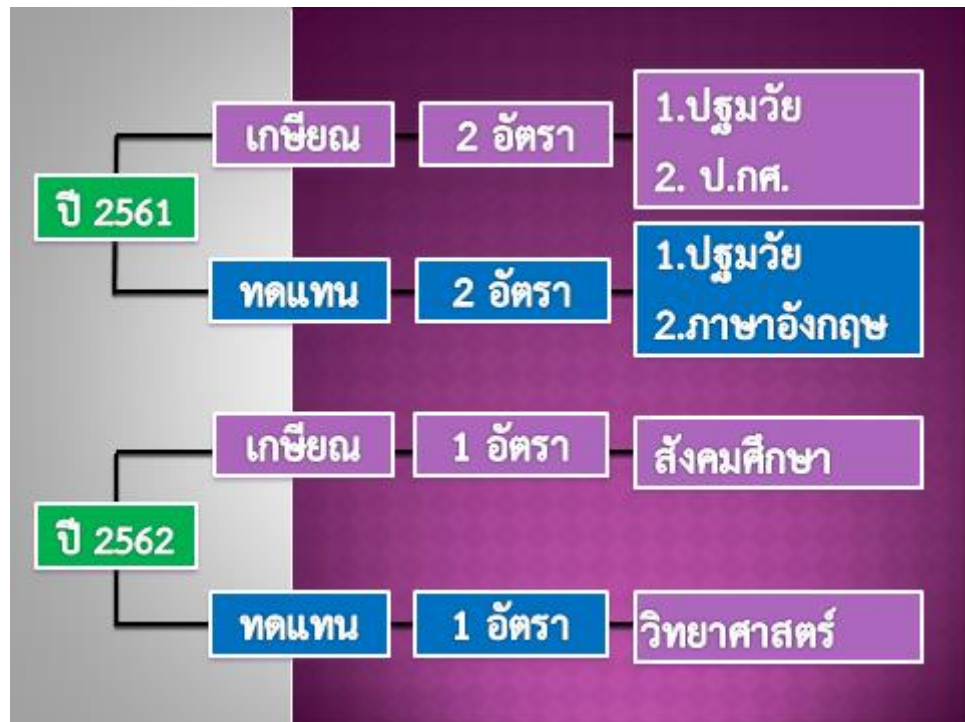 ปี 2561
เกษียณ
2 อัตรา
1.ปฐมวัย
2. ป.กศ.
ทดแทน
2 อัตรา
1.ปฐมวัย
2.ภาษาอังกฤษ
ปี 2562
เกษียณ
1 อัตรา
สังคมศึกษา
ทดแทน
1 อัตรา
วิทยาศาสตร์